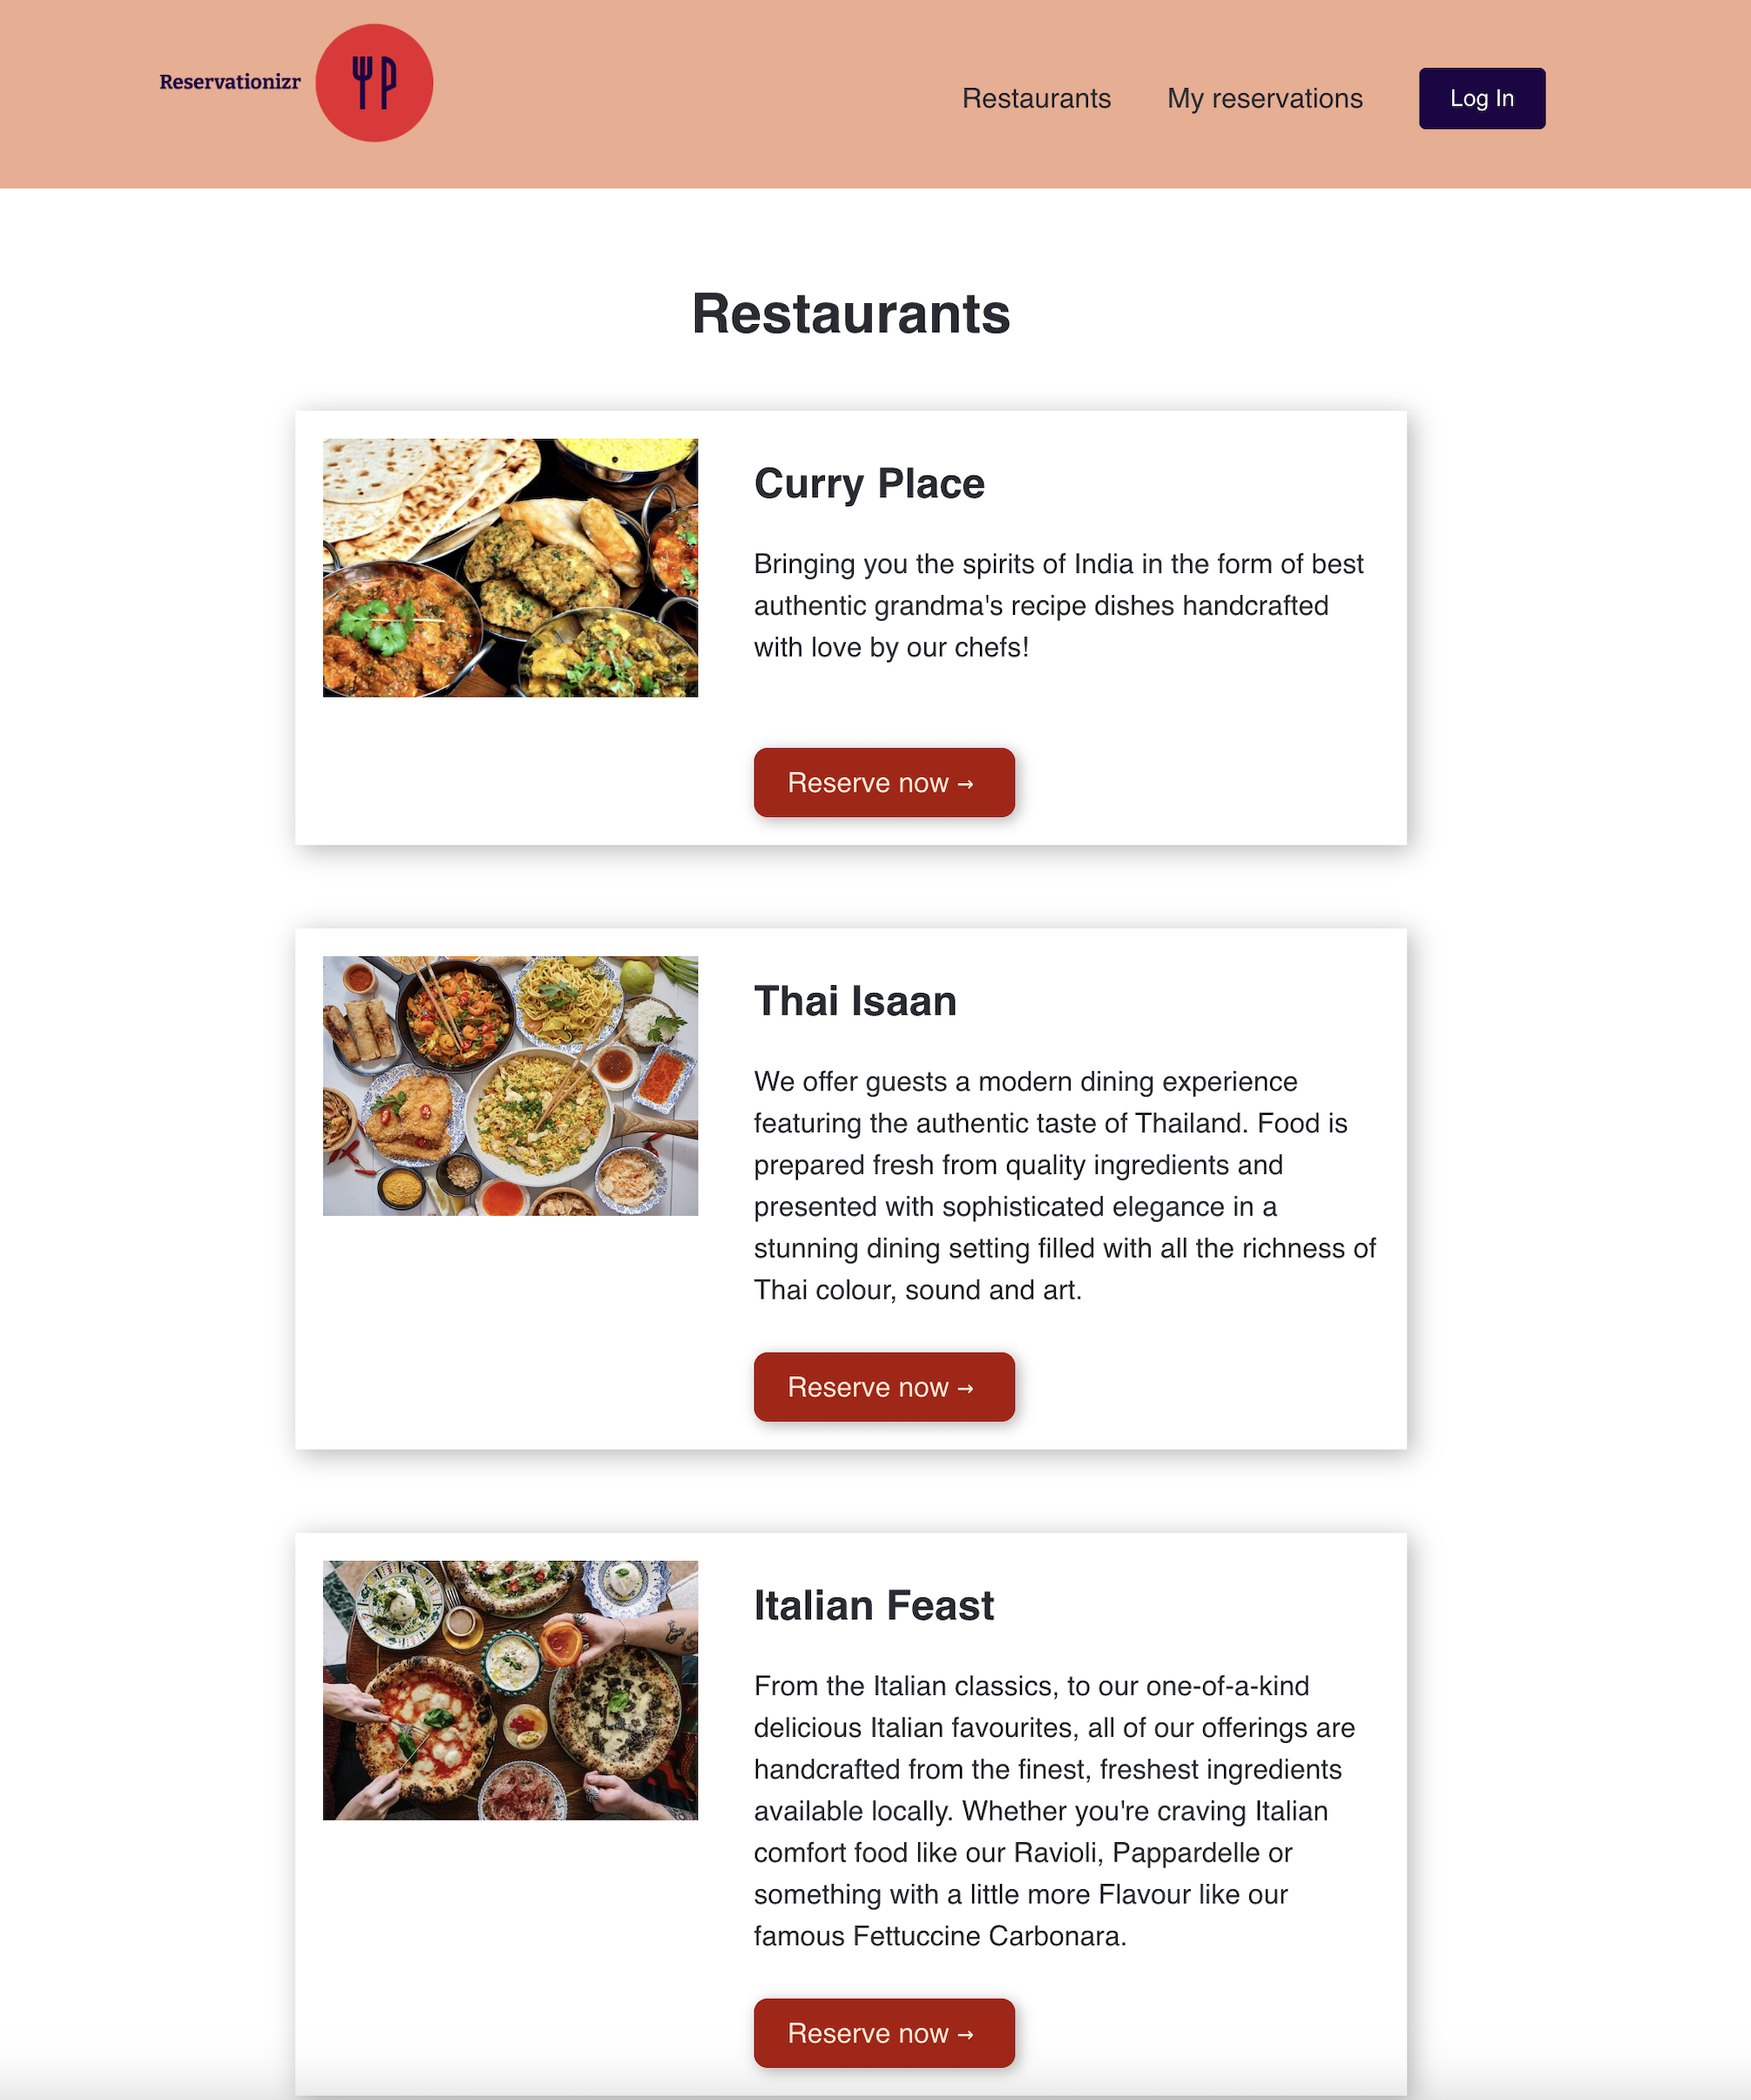 Reservationizr
Restaurants
My reservations
Log In
Restaurants
Curry Place
Bringing you the spirits of India in the form of best
authentic grandma's recipe dishes handcrafted
with love by our chefs!
Reserve now →
Thai Isaan
We offer guests a modern dining experience
featuring the authentic taste of Thailand. Food is
prepared fresh from quality ingredients and
presented with sophisticated elegance in a
stunning dining setting filled with all the richness of
Thai colour, sound and art.
Reserve now →
Italian Feast
From the Italian classics, to our one-of-a-kind
delicious Italian favourites, all of our offerings are
handcrafted from the finest, freshest ingredients
available locally. Whether you're craving Italian
comfort food like our Ravioli, Pappardelle or
something with a little more Flavour like our
famous Fettuccine Carbonara.
Reserve now →